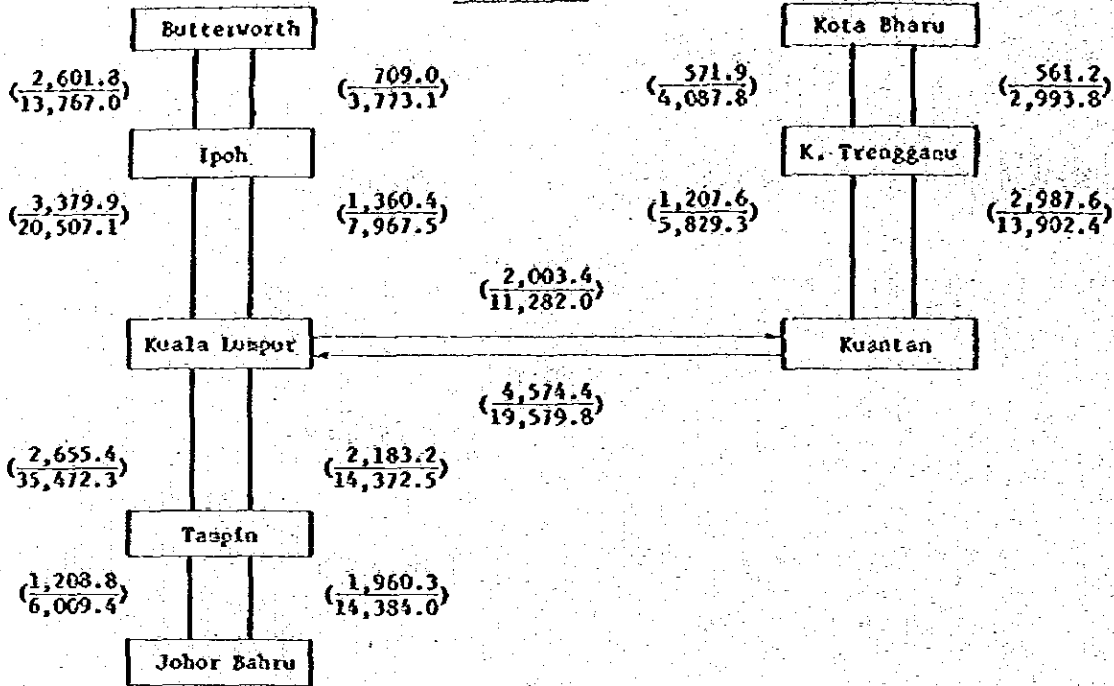 Butterworth Kota Bharu
(2,601.8/13,767.0) (709.0/3,773.1) (571.9/4,087.8) (561.2/2,993.8)
Ipoh K. Trengganu
(3,379.9/20,507.1) (1,360.4/7,967.5) (1,207.6/5,829.3) (2,987.6/13,902.4)
(2,003.4/11,282.0)
Kuala Lumpur Kuantan
(4,574.4/19,579.8)
(2,655.4/35,472.3) (2,183.2/14,372.5)
Tampin
(1,208.8/6,009.4) (1,960.3/14,384.0)
Johor Bahru